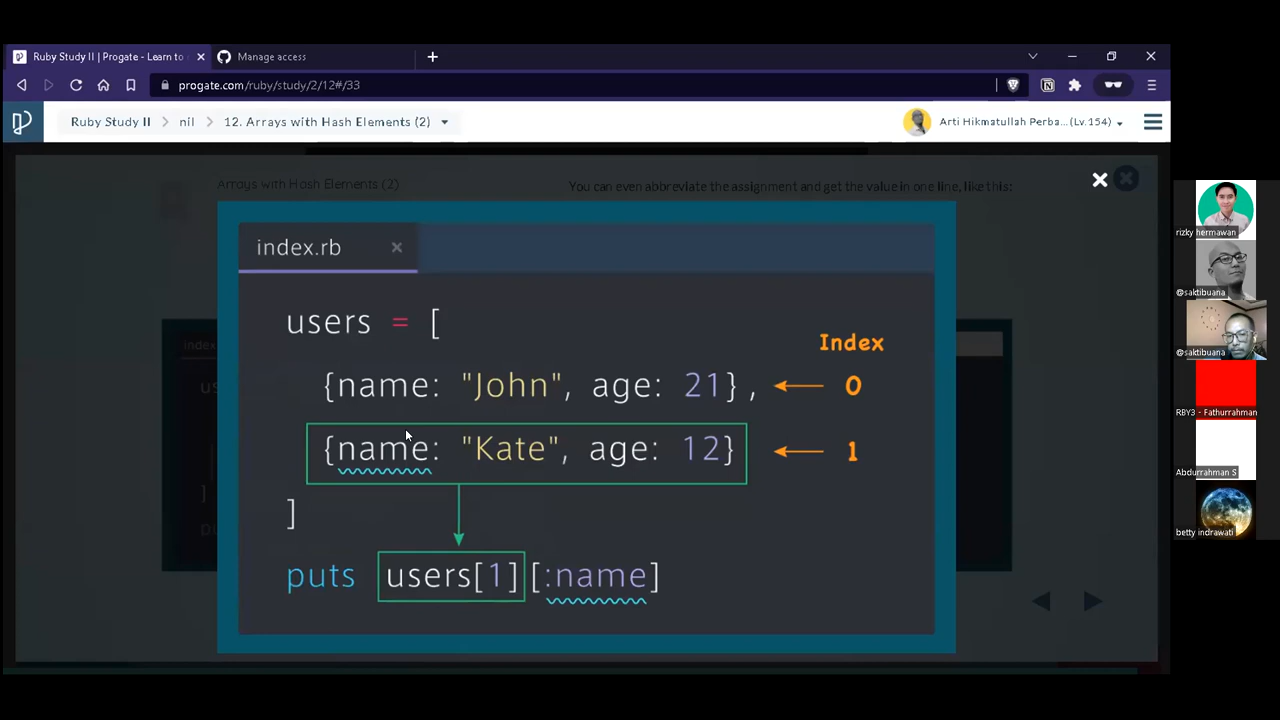 Ruby Study II | Progate - Learn to
Manage access
progate.com/ruby/study/2/12#/33
Ruby Study II > nil > 12. Arrays with Hash Elements (2)
Arti Hikmatullah Perba...(Lv.154)
Arrays with Hash Elements (2)
You can even abbreviate the assignment and get the value in one line, like this:
index.rb
users = [
Index
{name: "John", age: 21} , 0
{name: "Kate", age: 12} 1
]
puts users[1] [:name]
rizky hermawan
@saktibuana
@saktibuana
RBY3 - Fathurrahman
Abdurrahman S
betty indrawati